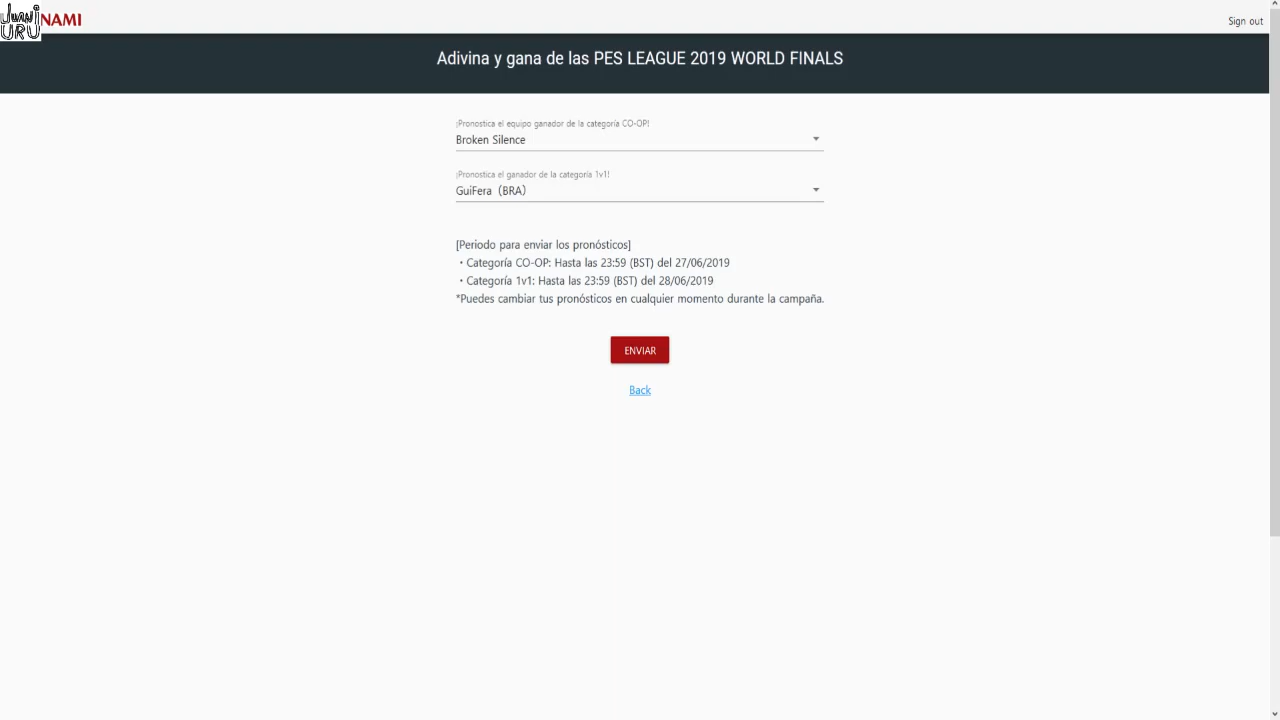 Juani
URU
NAMI
Sign out
Adivina y gana de las PES LEAGUE 2019 WORLD FINALS
¡Pronostica el equipo ganador de la categoría CO-OP!
Broken Silence
¡Pronostica el ganador de la categoría 1v1!
GuiFera（BRA）
[Periodo para enviar los pronósticos]
・Categoría CO-OP: Hasta las 23:59 (BST) del 27/06/2019
・Categoría 1v1: Hasta las 23:59 (BST) del 28/06/2019
*Puedes cambiar tus pronósticos en cualquier momento durante la campaña.
ENVIAR
Back